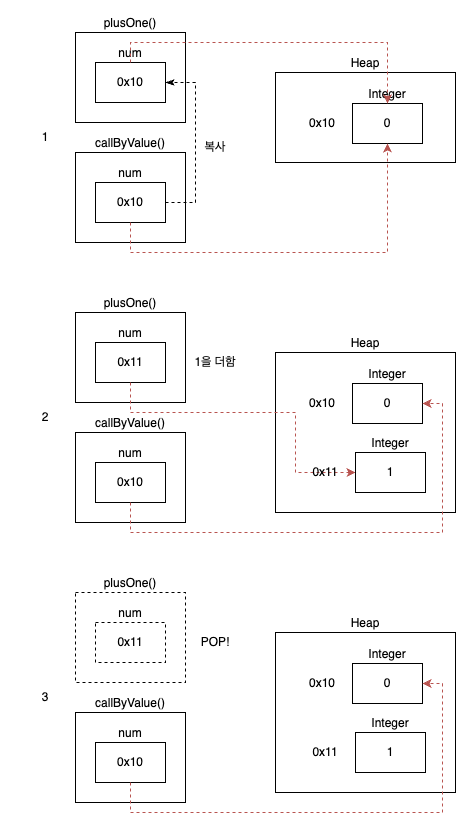 plusOne()
num
0x10
Heap
Integer
0x10
0
1
복사
callByValue()
num
0x10
plusOne()
num
0x11
1을 더함
Heap
Integer
0x10
0
2
callByValue()
num
0x10
Integer
0x11
1
plusOne()
num
0x11
POP!
Heap
Integer
0x10
0
3
callByValue()
num
0x10
Integer
0x11
1